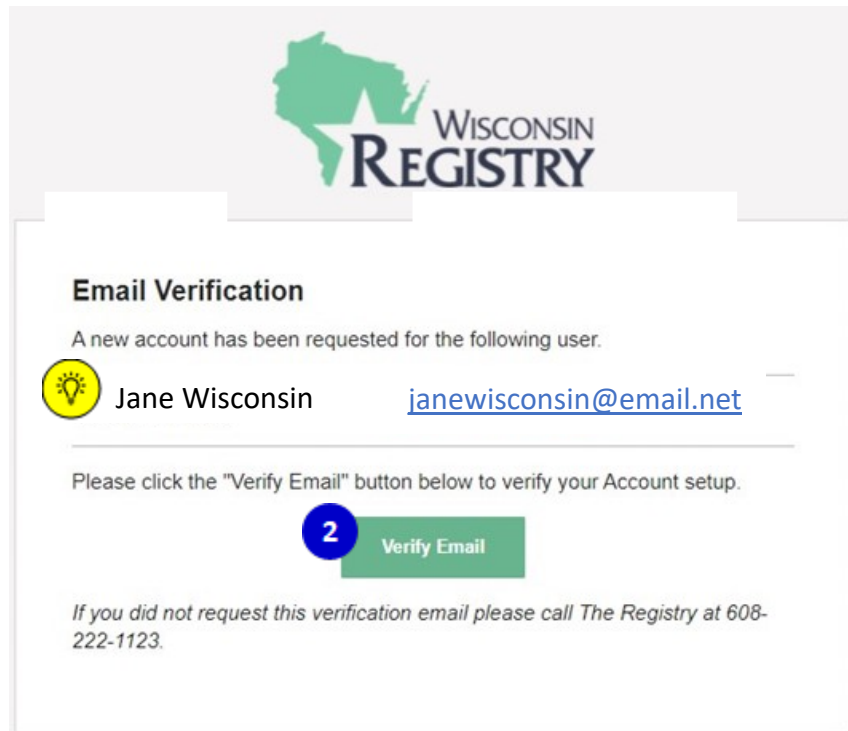 WISCONSIN
REGISTRY
Email Verification
A new account has been requested for the following user.
Jane Wisconsin janewisconsin@email.net
Please click the "Verify Email" button below to verify your Account setup.
2 Verify Email
If you did not request this verification email please call The Registry at 608-
222-1123.